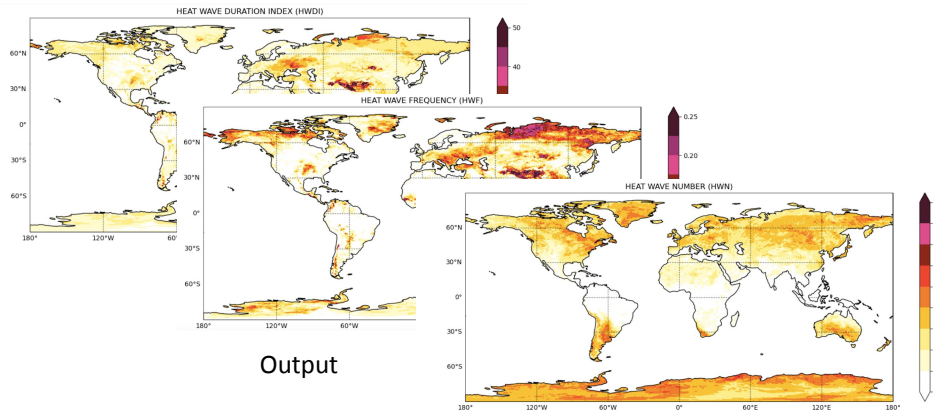 HEAT WAVE DURATION INDEX (HWDI)
50
40
60°N
30°N
0°
30°S
60°S
180°
120°W
60°
HEAT WAVE FREQUENCY (HWF)
0.25
0.20
60°N
30°N
0°
30°S
60°S
180°
120°W
60°W
HEAT WAVE NUMBER (HWN)
60°N
30°N
0°
30°S
60°S
180°
120°W
60°W
0°
60°E
120°E
180°
Output